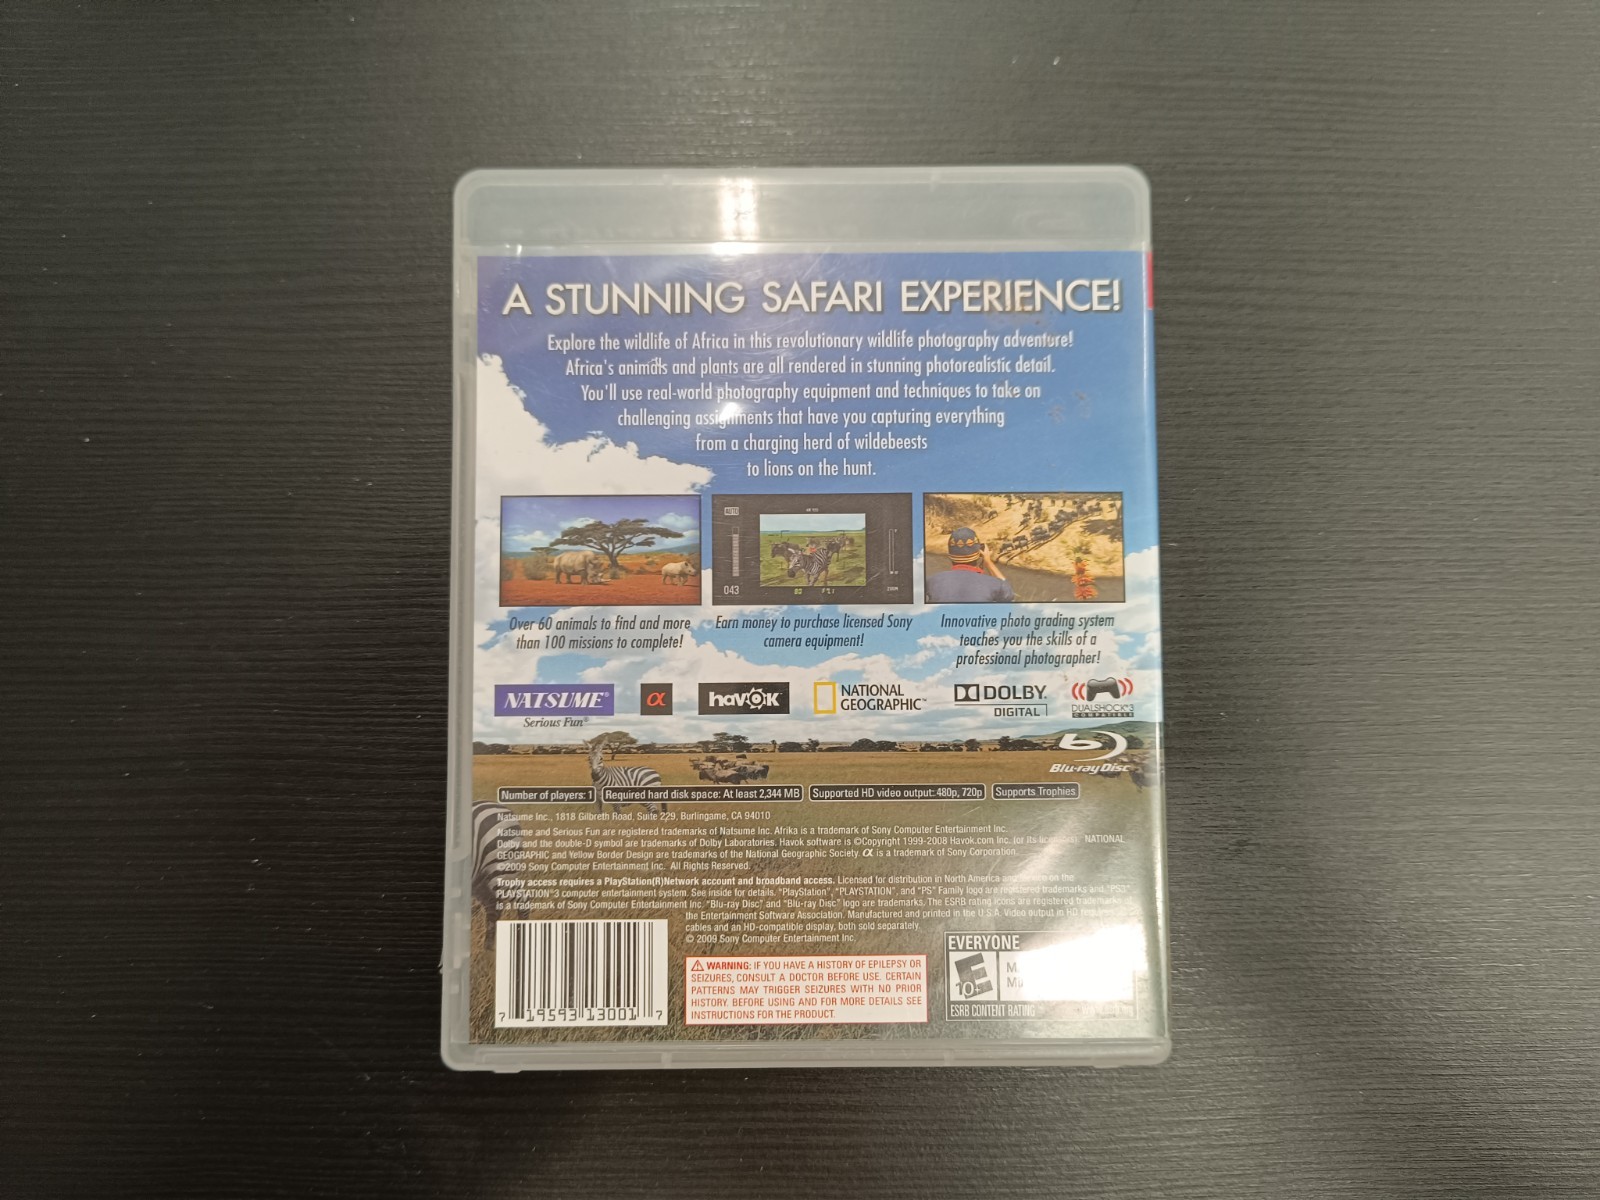 A STUNNING SAFARI EXPERIENCE!
Explore the wildlife of Africa in this revolutionary wildlife photography adventure!
Africa's animals and plants are all rendered in stunning photorealistic detail.
You'll use real-world photography equipment and techniques to take on
challenging assignments that have you capturing everything
from a charging herd of wildebeests
to lions on the hunt.
AUTO
043
Over 60 animals to find and more
than 100 missions to complete!
Earn money to purchase licensed Sony
camera equipment!
Innovative photo grading system
teaches you the skills of a
professional photographer!
NATSUME®
Serious Fun®
α
havok
NATIONAL
GEOGRAPHIC™
DOLBY.
DIGITAL
DUALSHOCK®3
COMPATIBLE
Blu-ray Disc
Number of players: 1
Required hard disk space: At least 2,344 MB
Supported HD video output: 480p, 720p
Supports Trophies
Natsume Inc., 1818 Gilbreth Road, Suite 229, Burlingame, CA 94010
Natsume and Serious Fun are registered trademarks of Natsume Inc. Afrika is a trademark of Sony Computer Entertainment Inc.
Dolby and the double-D symbol are trademarks of Dolby Laboratories. Havok software is ©Copyright 1999-2008 Havok.com Inc. (or its licensors). NATIONAL
GEOGRAPHIC and Yellow Border Design are trademarks of the National Geographic Society. α is a trademark of Sony Corporation.
©2009 Sony Computer Entertainment Inc. All Rights Reserved.
Trophy access requires a PlayStation(R)Network account and broadband access. Licensed for distribution in North America on the
PLAYSTATION®3 computer entertainment system. See inside for details. "PlayStation", "PLAYSTATION", and "PS" Family logo are registered trademarks and "PS3"
is a trademark of Sony Computer Entertainment Inc. "Blu-ray Disc" and "Blu-ray Disc" logo are trademarks. The ESRB rating icons are registered trademarks of
the Entertainment Software Association. Manufactured and printed in the U.S.A. Video output in HD requires
cables and an HD-compatible display, both sold separately.
© 2009 Sony Computer Entertainment Inc.
7 19593 13001 7
WARNING: IF YOU HAVE A HISTORY OF EPILEPSY OR
SEIZURES, CONSULT A DOCTOR BEFORE USE. CERTAIN
PATTERNS MAY TRIGGER SEIZURES WITH NO PRIOR
HISTORY. BEFORE USING AND FOR MORE DETAILS SEE
INSTRUCTIONS FOR THE PRODUCT.
EVERYONE
E
10+
ESRB CONTENT RATING